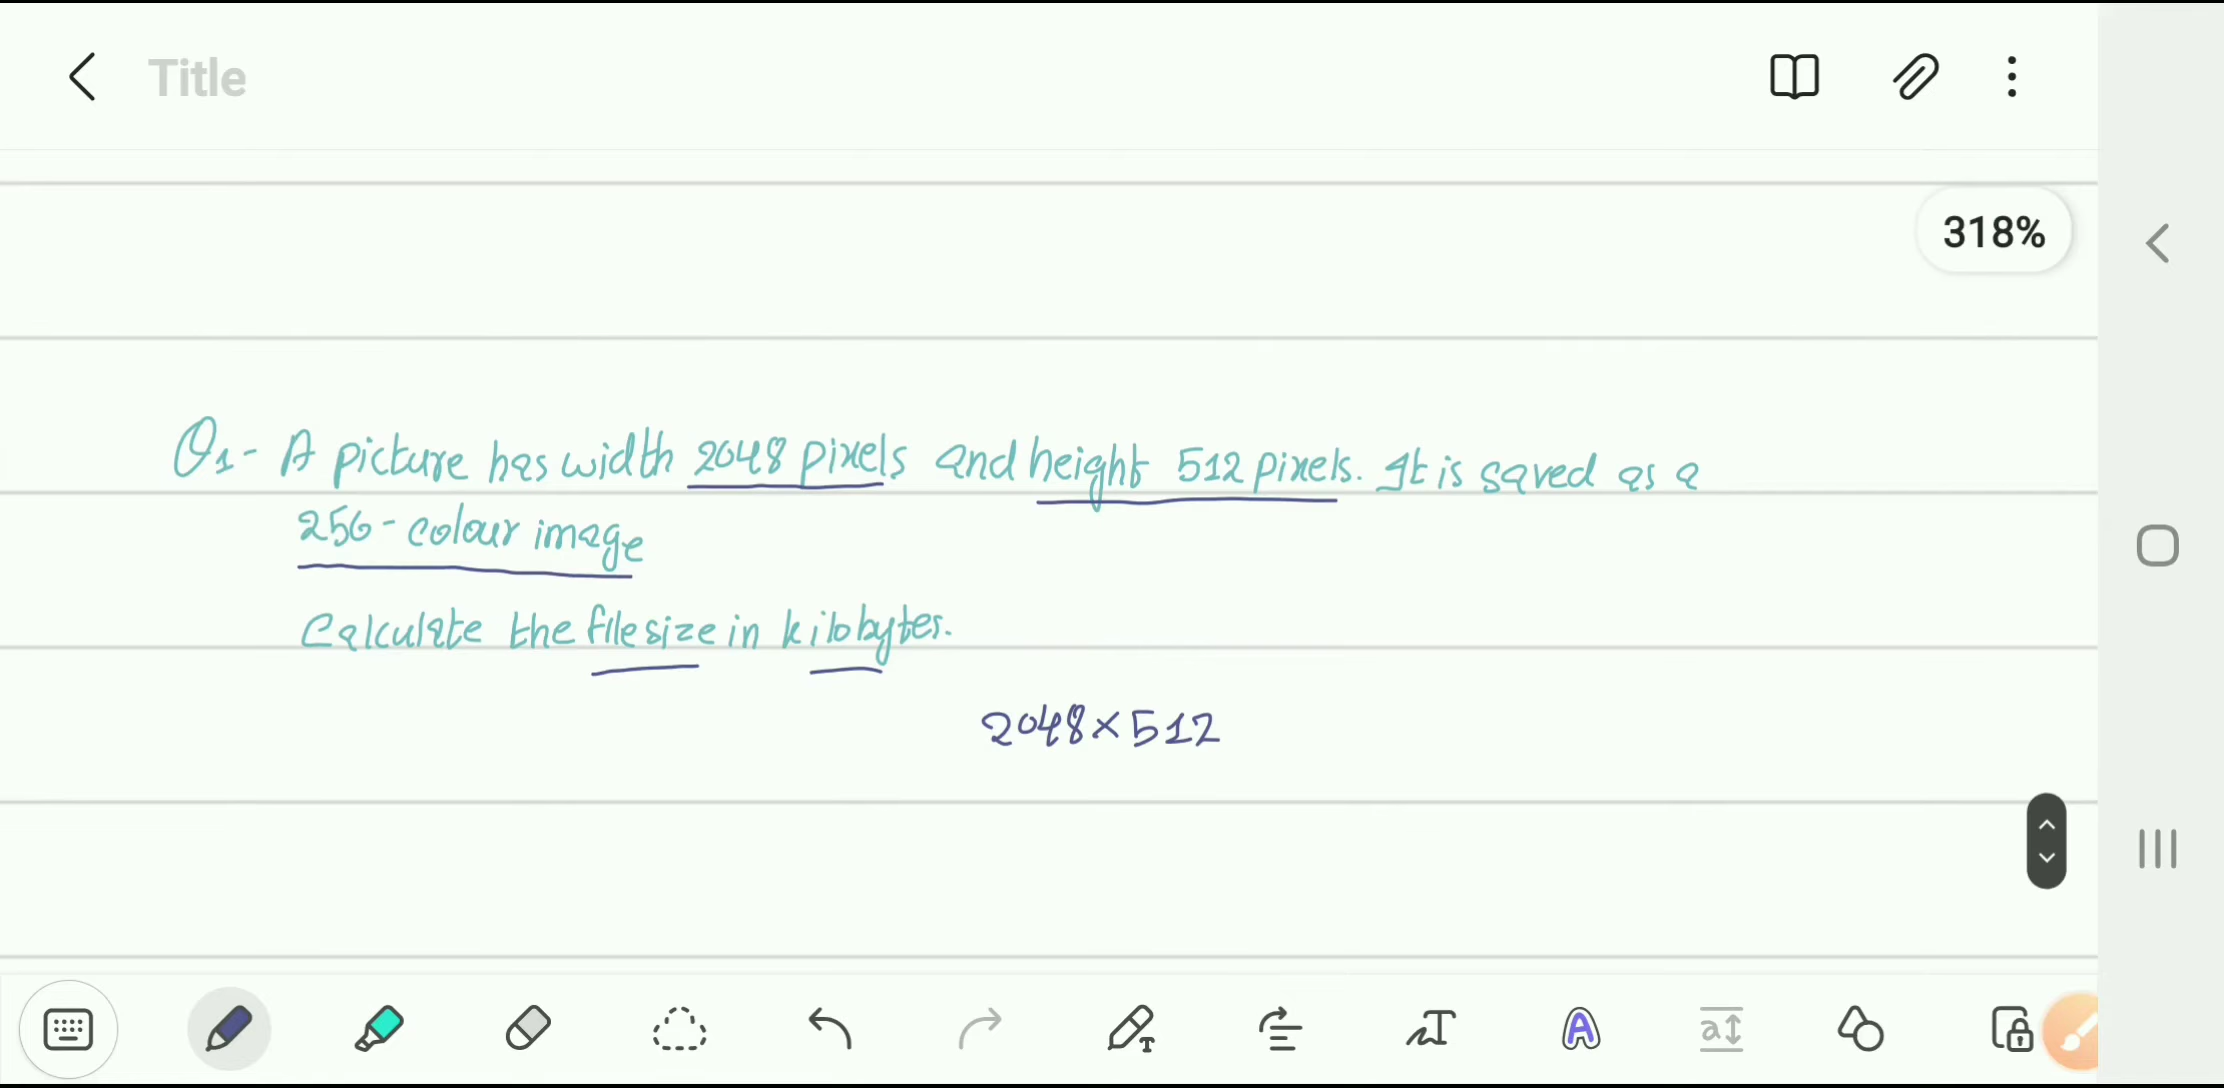 Title
318%
Q1- A picture has width 2048 pixels and height 512 pixels. It is saved as a
256-colour image
Calculate the file size in kilobytes.
2048×512